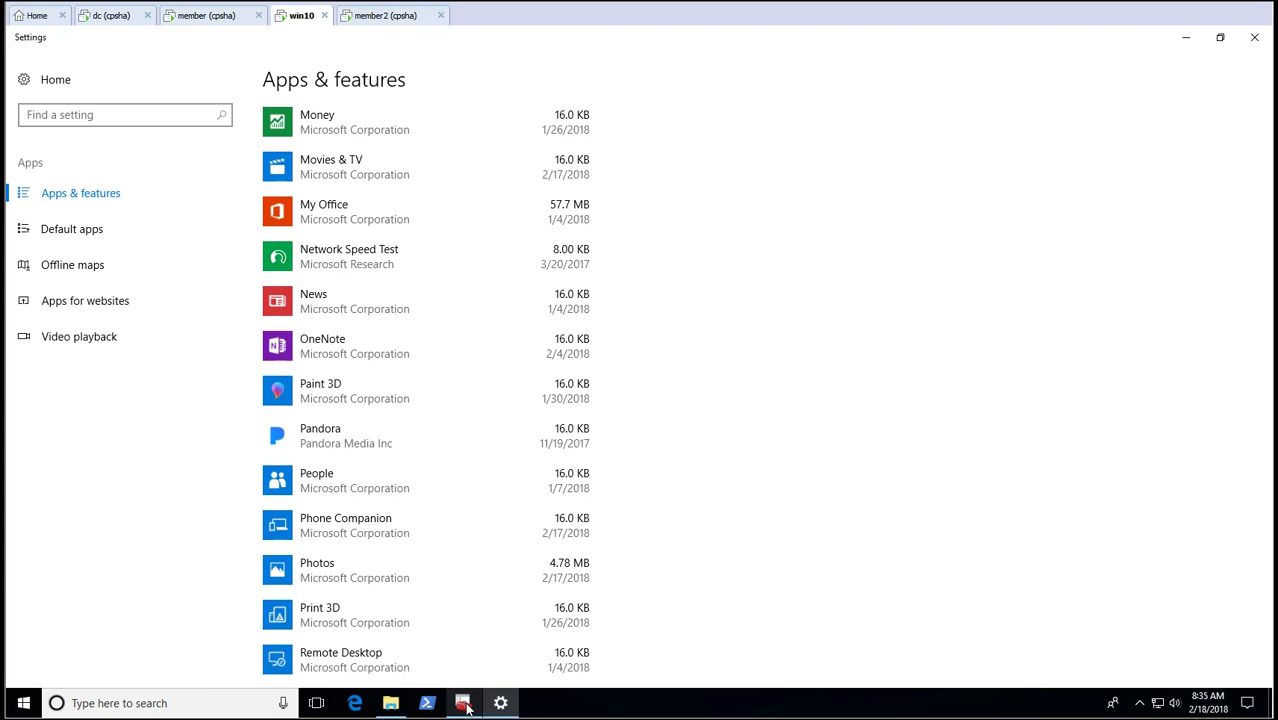 Home
dc (cpsha)
member (cpsha)
win10
member2 (cpsha)
Settings
Home
Find a setting
Apps
Apps & features
Default apps
Offline maps
Apps for websites
Video playback
Apps & features
Money 16.0 KB
Microsoft Corporation 1/26/2018
Movies & TV 16.0 KB
Microsoft Corporation 2/17/2018
My Office 57.7 MB
Microsoft Corporation 1/4/2018
Network Speed Test 8.00 KB
Microsoft Research 3/20/2017
News 16.0 KB
Microsoft Corporation 1/4/2018
OneNote 16.0 KB
Microsoft Corporation 2/4/2018
Paint 3D 16.0 KB
Microsoft Corporation 1/30/2018
Pandora 16.0 KB
Pandora Media Inc 11/19/2017
People 16.0 KB
Microsoft Corporation 1/7/2018
Phone Companion 16.0 KB
Microsoft Corporation 2/17/2018
Photos 4.78 MB
Microsoft Corporation 2/17/2018
Print 3D 16.0 KB
Microsoft Corporation 1/26/2018
Remote Desktop 16.0 KB
Microsoft Corporation 1/4/2018
Type here to search
8:35 AM
2/18/2018